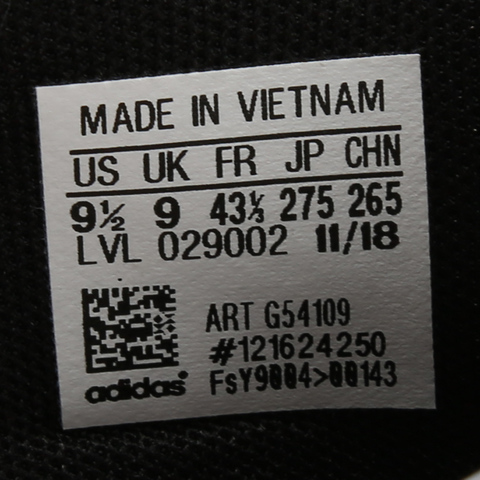 MADE IN VIETNAM
US UK FR JP CHN
9½ 9 43⅓ 275 265
LVL 029002 11/18
ART G54109
#121624250
adidas® FsY9004>00143